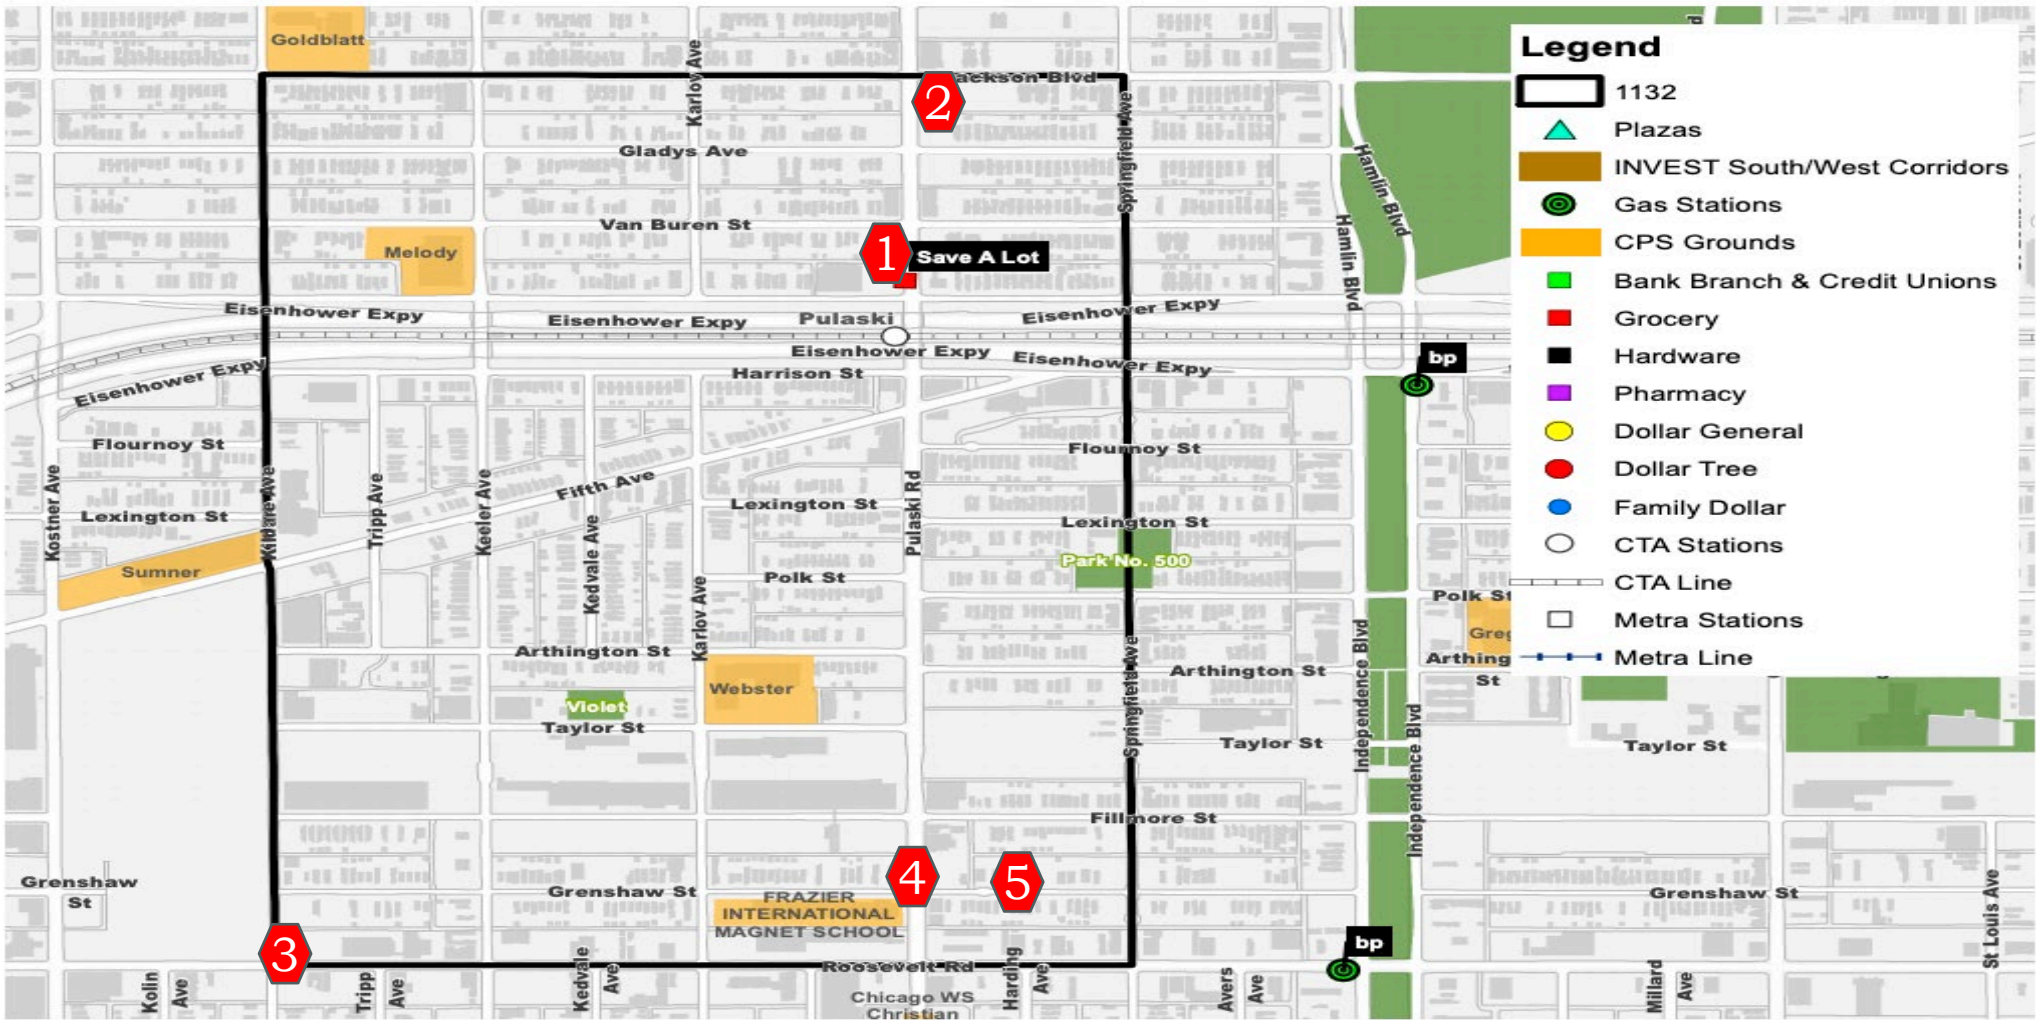 Goldblatt
Karlov Ave
2
Jackson Blvd
Gladys Ave
Springfield Ave
Van Buren St
Melody
1
Save A Lot
Hamlin Blvd
Hamlin Blvd
Eisenhower Expy
Eisenhower Expy
Pulaski
Eisenhower Expy
Eisenhower Expy
Eisenhower Expy
Eisenhower Expy
Harrison St
bp
Flournoy St
Flournoy St
Kostner Ave
Kildare Ave
Tripp Ave
Keeler Ave
Fifth Ave
Lexington St
Pulaski Rd
Lexington St
Lexington St
Sumner
Kedvale Ave
Polk St
Park No. 500
Polk St
Karlov Ave
Greg
Arthington St
Springfield Ave
Arthington St
Independence Blvd
Arthing
St
Webster
Violet
Taylor St
Taylor St
Independence Blvd
Taylor St
Fillmore St
Grenshaw
St
Grenshaw St
4
5
Grenshaw St
FRAZIER
INTERNATIONAL
MAGNET SCHOOL
St Louis Ave
3
bp
Roosevelt Rd
Kolin
Ave
Tripp
Ave
Kedvale
Ave
Chicago WS
Christian
Harding
Ave
Avers
Ave
Millard
Ave
Legend
1132
Plazas
INVEST South/West Corridors
Gas Stations
CPS Grounds
Bank Branch & Credit Unions
Grocery
Hardware
Pharmacy
Dollar General
Dollar Tree
Family Dollar
CTA Stations
CTA Line
Metra Stations
Metra Line